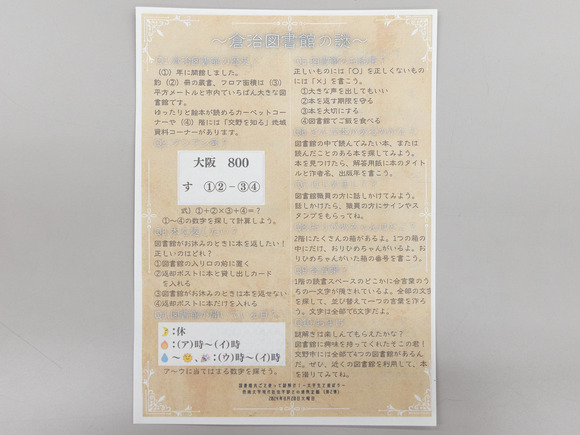 ～倉治図書館の謎～
（①）年に開館しました。
約（②）冊の蔵書、フロア面積は（③）
平方メートルと市内でいちばん大きな図
書館です。
ゆったりと絵本が読めるカーペットコー
ナーや（④）階には「交野を知る」地域
資料コーナーがあります。
大阪 800
す ①②－③④
式）①＋②×③＋④＝？
①～④の数字を探して計算しよう。
図書館がお休みのときに本を返したい！
正しいのはどれ？
①図書館の入り口の前に置く
②返却ポストに本と貸し出しカード
を入れる
③図書館がお休みのときは本を返せない
④返却ポストに本だけを入れる
🌛：休
🔥：(ア)時～(イ)時
💧～🌞、：(ウ)時～(イ)時
ア～ウに当てはまる数字を探そう。
正しいものには「○」を正しくないもの
には「×」を書こう。
①大きな声を出してもいい
②本を返す期限を守る
③本を大切にする
④図書館でご飯を食べる
図書館の中で読んでみたい本、または
読んだことのある本を探してみよう。
本を見つけたら、解答用紙に本のタイト
ルと作者名、出版年を書こう。
図書館職員の方に話しかけてみよう。
話しかけたら、職員の方にサインやス
タンプをもらってね。
2階にたくさんの箱があるよ。1つの箱の
中にだけ、おりひめちゃんがいるよ。お
りひめちゃんがいた箱の番号を書こう。
1階の読書スペースのどこかに合言葉のう
ちの一文字が残されているよ。全部の文字
を探して、並び替えて一つの言葉を作ろ
う。文字は全部で6文字だよ。
謎解きは楽しんでもらえたかな？
図書館に興味を持ってくれたそこの君！
交野市には全部で4つの図書館があるん
だ。ぜひ、近くの図書館を利用して、本
を借りてみてね。